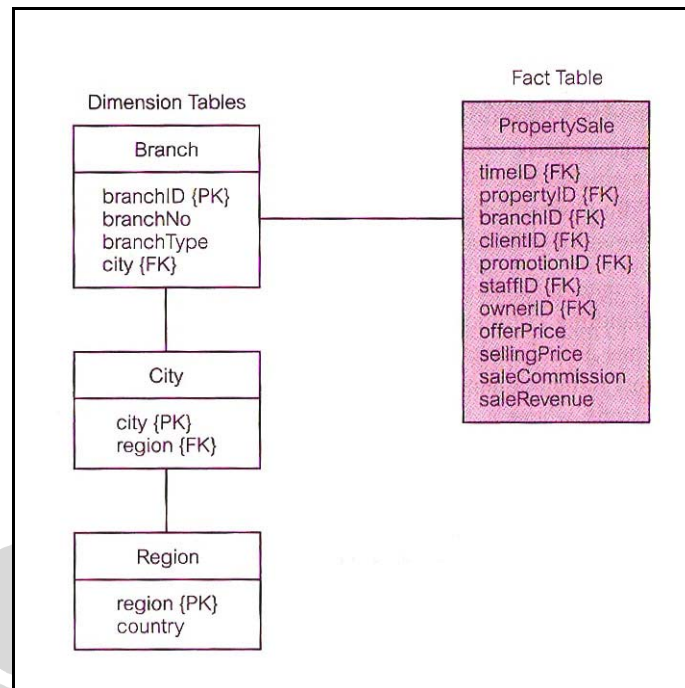 Dimension Tables
Branch
branchID {PK}
branchNo
branchType
city {FK}
City
city {PK}
region {FK}
Region
region {PK}
country
Fact Table
PropertySale
timeID {FK}
propertyID {FK}
branchID {FK}
clientID {FK}
promotionID {FK}
staffID {FK}
ownerID {FK}
offerPrice
sellingPrice
saleCommission
saleRevenue